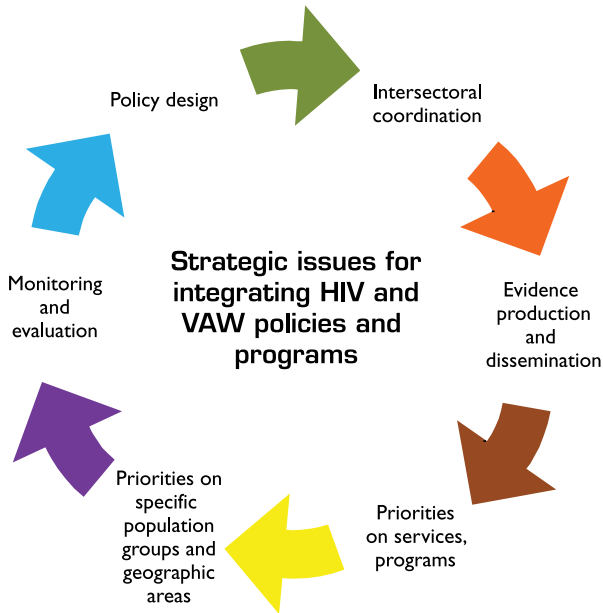 Policy design
Intersectoral
coordination
Evidence
production
and
dissemination
Priorities
on services,
programs
Priorities on
specific
population
groups and
geographic
areas
Monitoring
and
evaluation
Strategic issues for
integrating HIV and
VAW policies and
programs